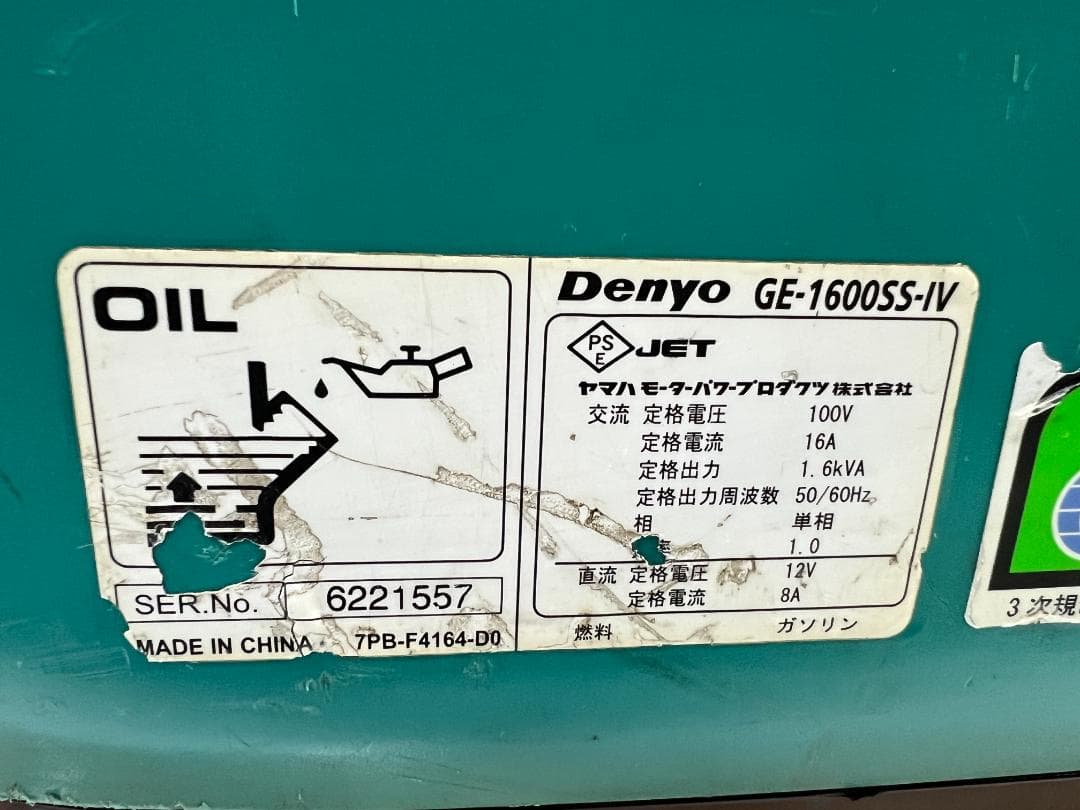 OIL
SER.No. 6221557
MADE IN CHINA 7PB-F4164-D0
Denyo GE-1600SS-IV
PS
E
JET
ヤマハモーターパワープロダクツ株式会社
交流 定格電圧 100V
定格電流 16A
定格出力 1.6kVA
定格出力周波数 50/60Hz
相 単相
率 1.0
直流 定格電圧 12V
定格電流 8A
燃料 ガソリン
3次規